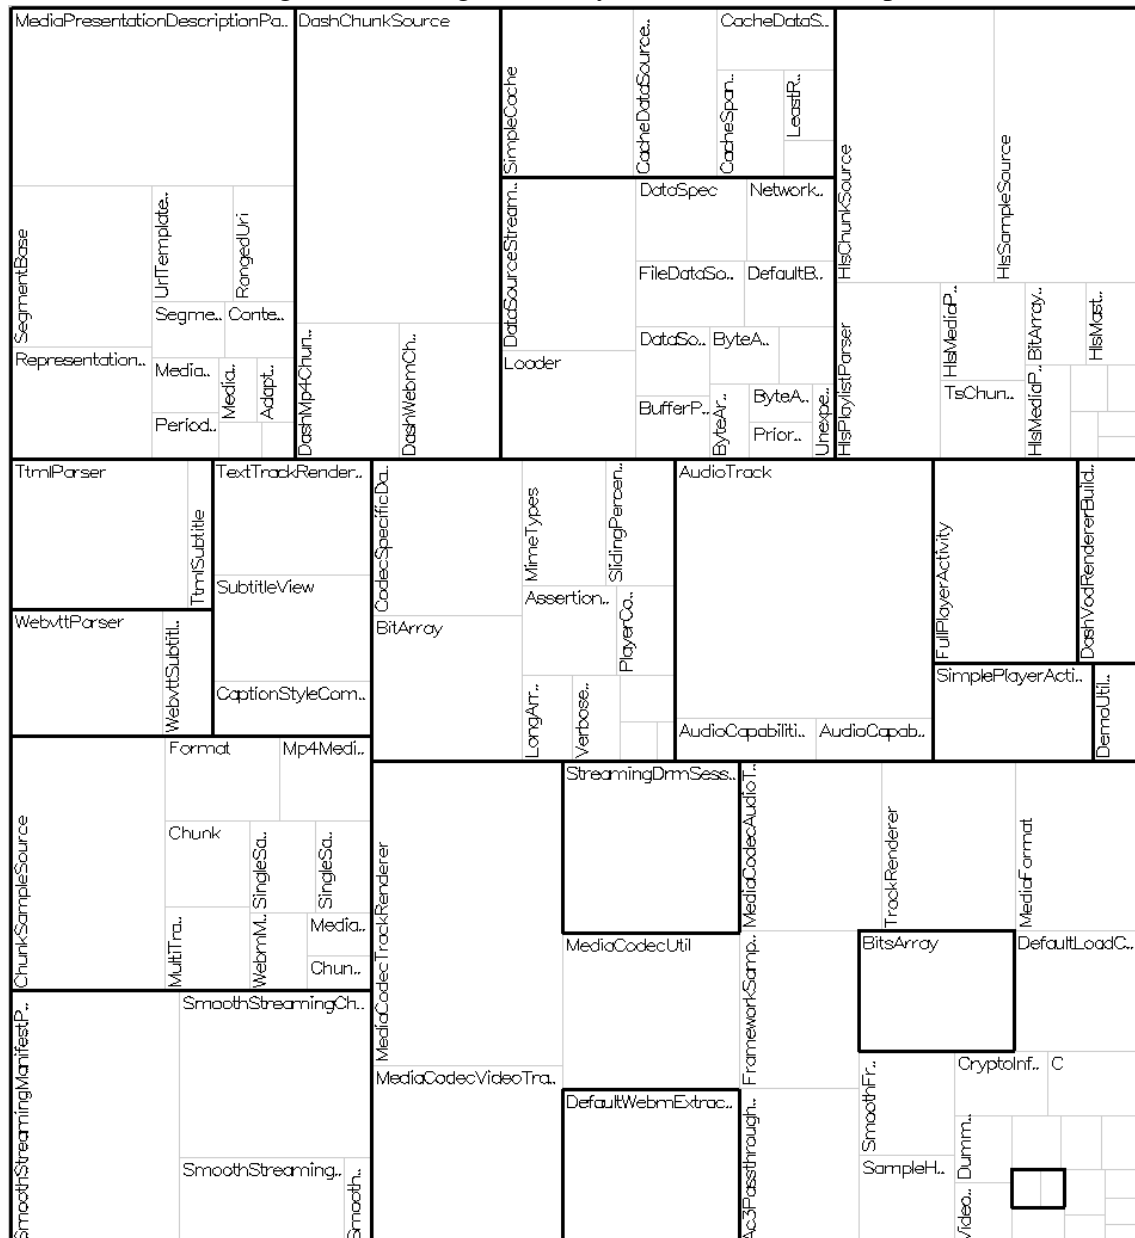 MediaPresentationDescriptionPa..
SegmentBase
Representation..
UrlTemplate..
RangedUri
Segme..
Conte..
Media..
Media..
Adapt..
Period..
DashChunkSource
DashMp4Chun..
DashWebmCh..
SimpleCache
CacheDataSource..
CacheDataS..
CacheSpan..
LeastR..
DataSourceStream..
Loader
DataSpec
Network..
FileDataSo..
DefaultB..
DataSo..
ByteA..
BufferP..
ByteAr..
ByteA..
Prior..
Unexpe..
HlsChunkSource
HlsSampleSource
HlsPlaylistParser
HlsMediaP..
BitArray..
HlsMast..
TsChun..
HlsMediaP..
TtmlParser
TtmlSubtitle
WebvttParser
WebvttSubtitl..
TextTrackRender..
SubtitleView
CaptionStyleCom..
CodecSpecificDa..
BitArray
MimeTypes
SlidingPercen..
Assertion..
PlayerCo..
LongArr..
Verbose..
AudioTrack
AudioCapabiliti..
AudioCapab..
FullPlayerActivity
DashVodRendererBuild..
SimplePlayerActi..
DemoUtil..
ChunkSampleSource
Format
Mp4Medi..
Chunk
SingleSa..
SingleSa..
MultiTra..
WebmM..
Media..
Chun..
SmoothStreamingManifestP..
SmoothStreamingCh..
SmoothStreaming..
Smooth..
MediaCodecTrackRenderer
MediaCodecVideoTra..
StreamingDrmSess..
MediaCodecUtil
DefaultWebmExtrac..
MediaCodecAudioT..
TrackRenderer
MediaFormat
FrameworkSamp..
BitsArray
DefaultLoadC..
Ac3Passthrough..
SmoothFr..
CryptoInf..
C
SampleH..
Dumm..
Video..